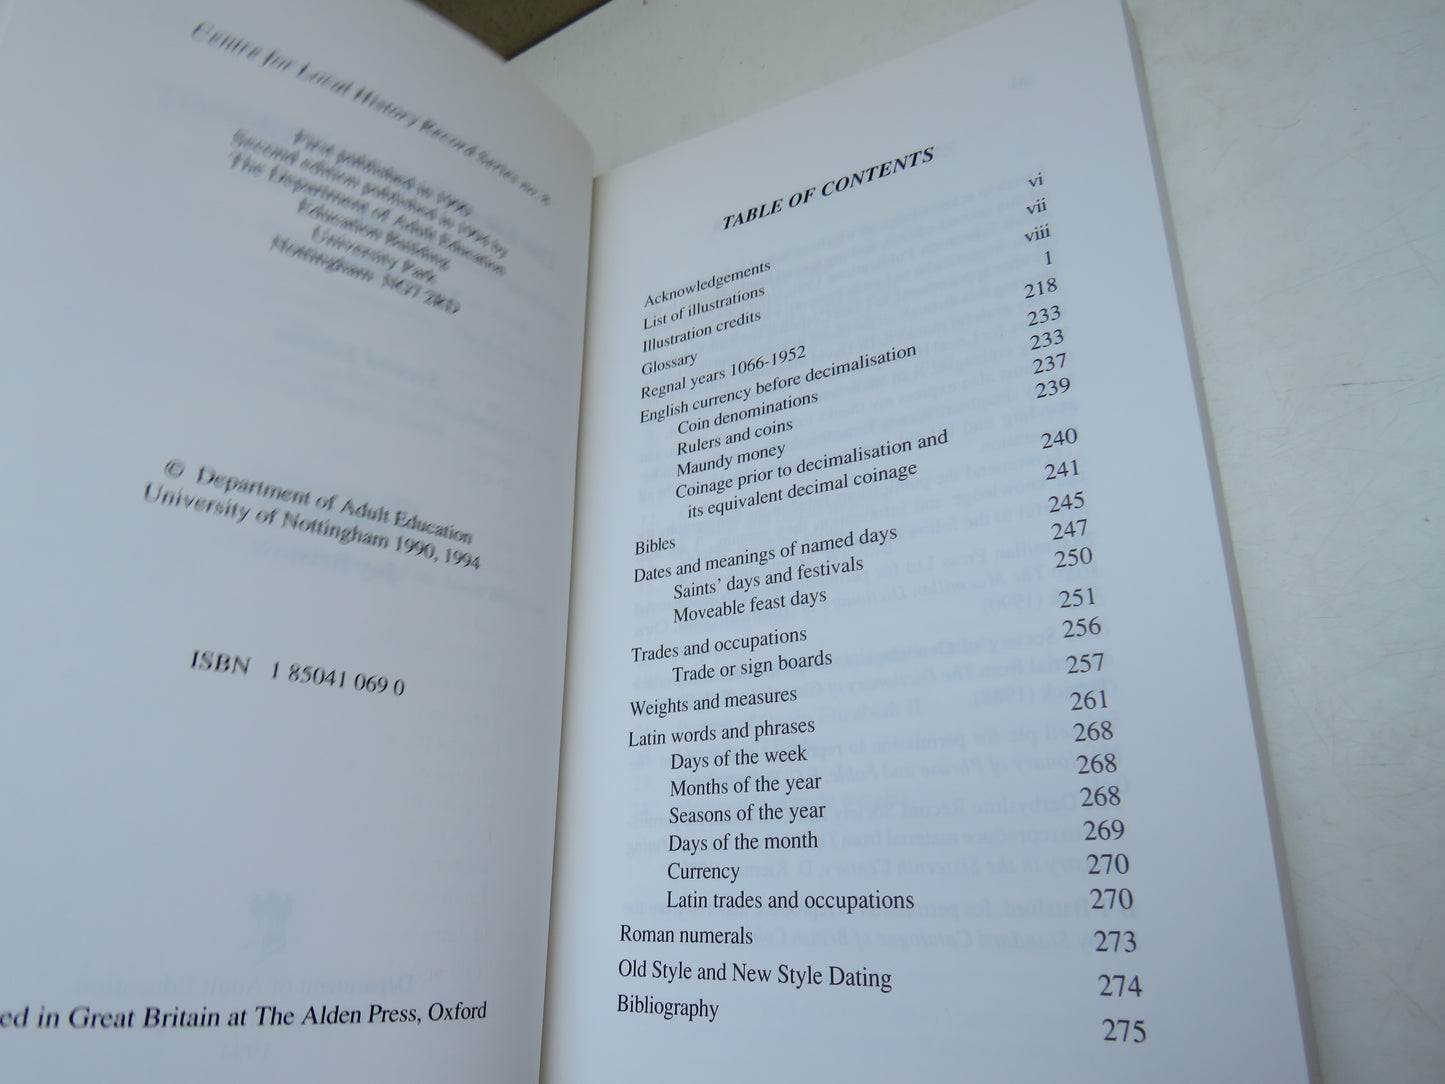 Centre for Local History Record Series no. 8
First published in 1990
Second edition published in 1994 by
The Department of Adult Education
Education Building
University Park
Nottingham NG7 2RD
© Department of Adult Education
University of Nottingham 1990, 1994
ISBN 1 85041 069 0
ed in Great Britain at The Alden Press, Oxford
TABLE OF CONTENTS
Acknowledgements vi
List of illustrations vii
Illustration credits viii
Glossary 1
Regnal years 1066-1952 218
English currency before decimalisation 233
Coin denominations 233
Rulers and coins 237
Maundy money 239
Coinage prior to decimalisation and
its equivalent decimal coinage 240
Bibles 241
Dates and meanings of named days 245
Saints' days and festivals 247
Moveable feast days 250
Trades and occupations 251
Trade or sign boards 256
Weights and measures 257
Latin words and phrases 261
Days of the week 268
Months of the year 268
Seasons of the year 268
Days of the month 269
Currency 270
Latin trades and occupations 270
Roman numerals 273
Old Style and New Style Dating 274
Bibliography 275